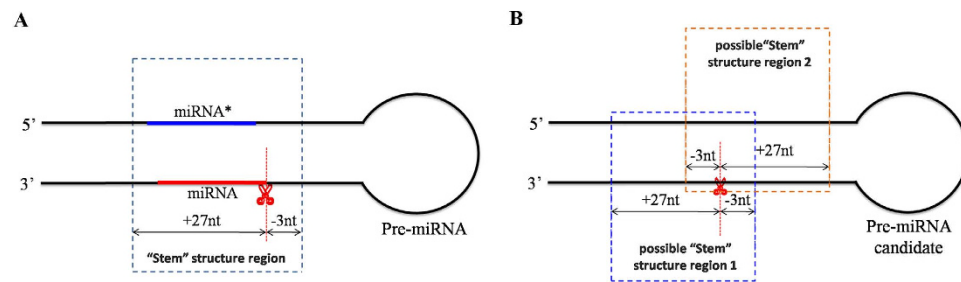 A
miRNA*
5'
3'
miRNA
+27nt
-3nt
"Stem" structure region
Pre-miRNA
B
possible"Stem"
structure region 2
5'
-3nt
+27nt
3'
+27nt
-3nt
possible "Stem"
structure region 1
Pre-miRNA
candidate